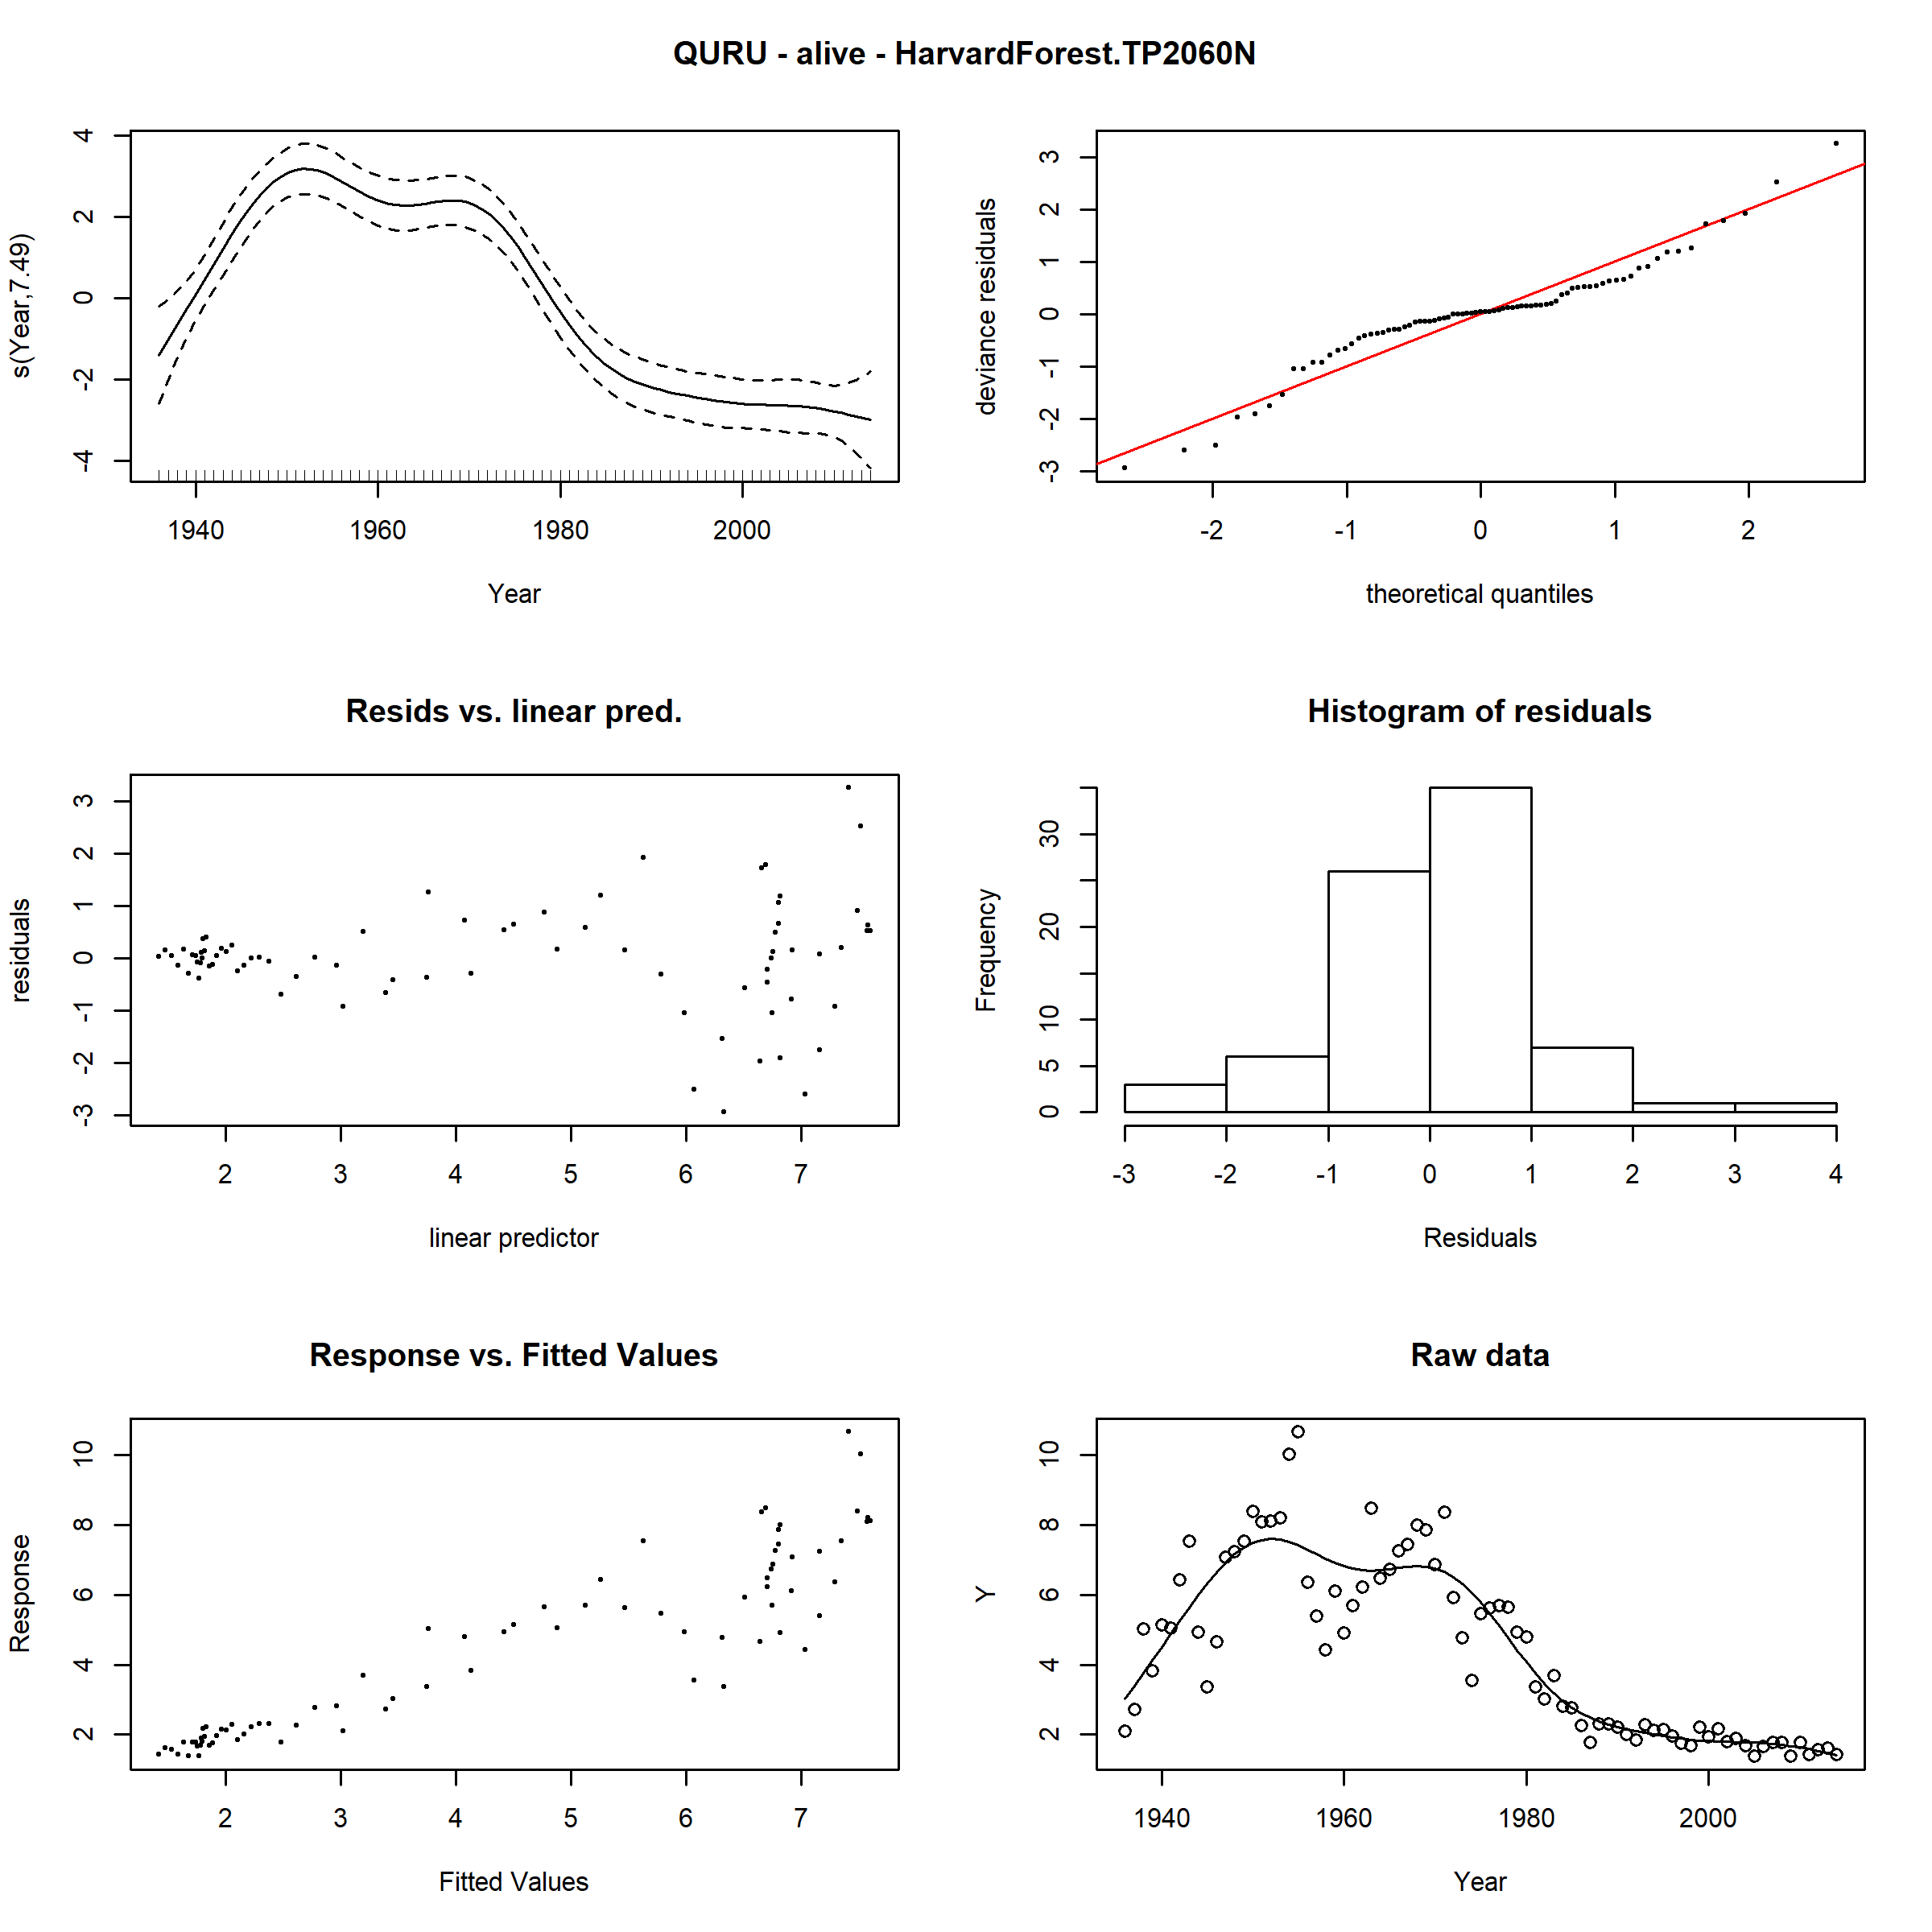 QURU - alive - HarvardForest.TP2060N
s(Year,7.49)
4
2
0
-2
-4
1940 1960 1980 2000
Year
deviance residuals
3
2
1
0
-1
-2
-3
-2 -1 0 1 2
theoretical quantiles
Resids vs. linear pred.
residuals
3
2
1
0
-1
-2
-3
2 3 4 5 6 7
linear predictor
Histogram of residuals
Frequency
30
20
10
5
0
-3 -2 -1 0 1 2 3 4
Residuals
Response vs. Fitted Values
Response
10
8
6
4
2
2 3 4 5 6 7
Fitted Values
Raw data
Y
10
8
6
4
2
1940 1960 1980 2000
Year